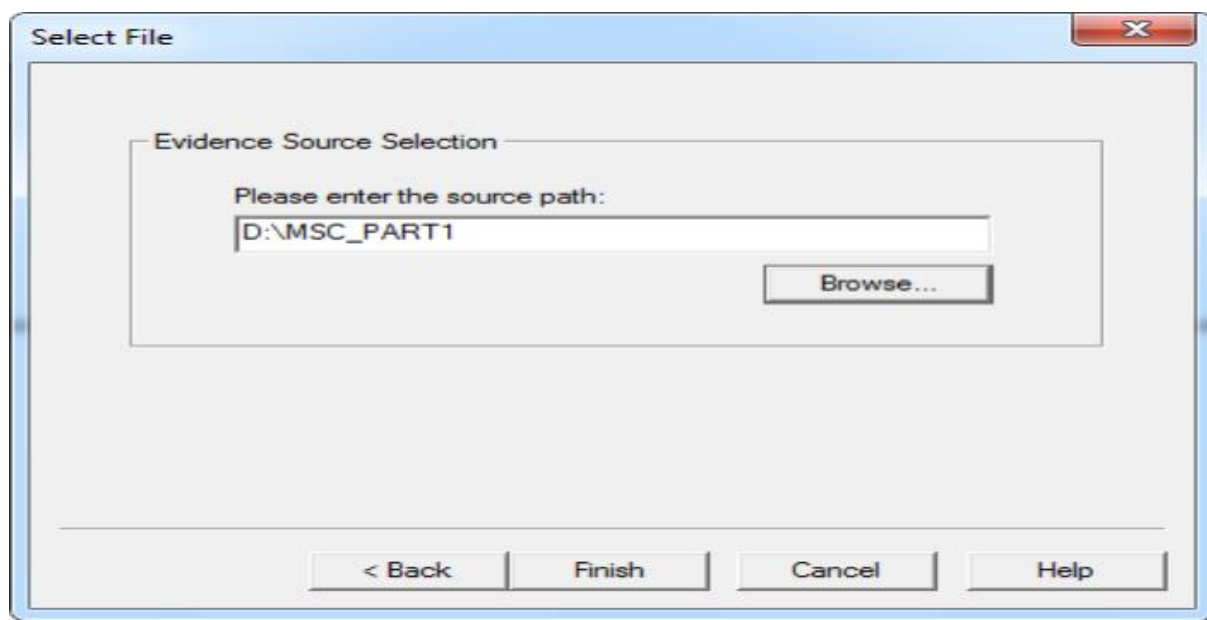 Select File
Evidence Source Selection
Please enter the source path:
D:\MSC_PART1
Browse...
< Back Finish Cancel Help